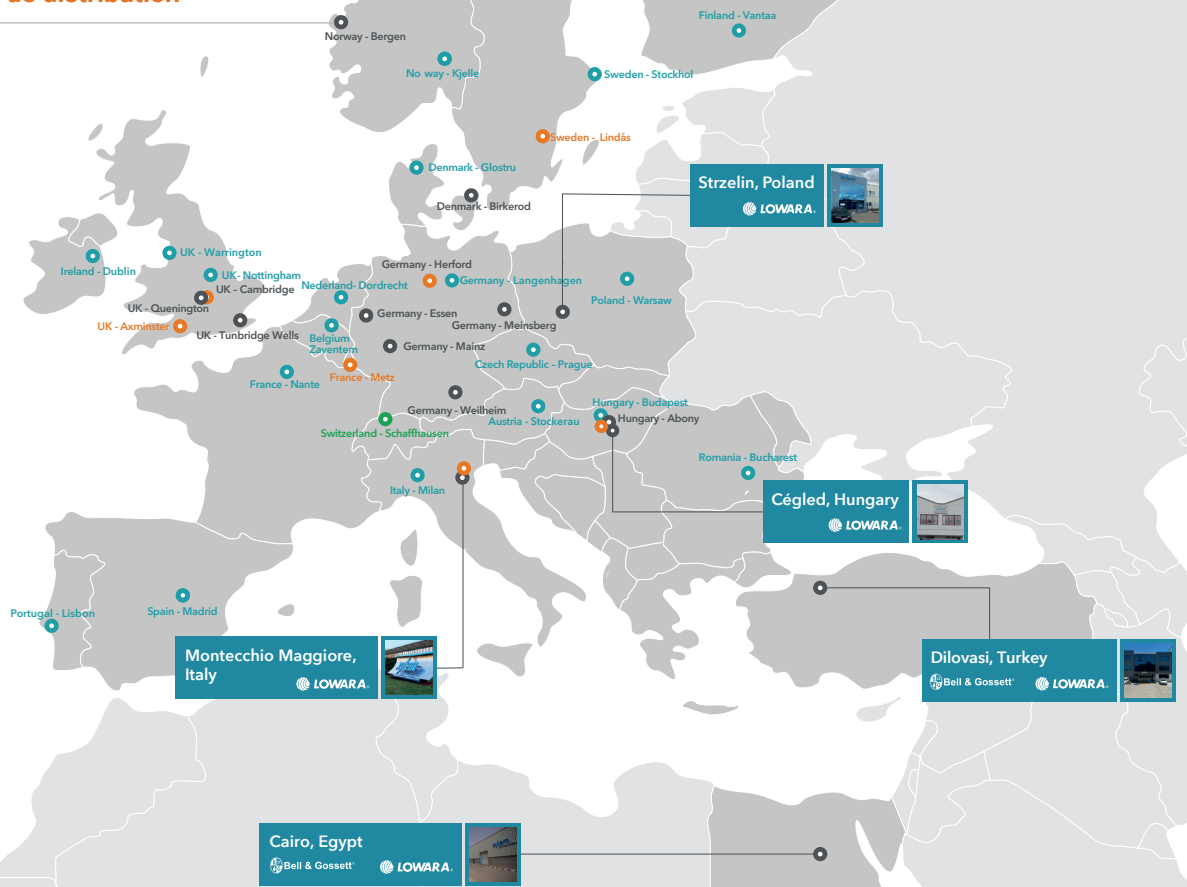 de distribution
Finland - Vantaa
Norway - Bergen
No way - Kjelle
Sweden - Stockhol
Sweden - Lindås
Denmark - Glostru
Denmark - Birkerod
Strzelin, Poland
LOWARA
UK - Warrington
Ireland - Dublin
UK- Nottingham
UK - Cambridge
UK - Quenington
UK - Axminster
UK - Tunbridge Wells
Germany - Herford
Germany - Langenhagen
Nederland- Dordrecht
Poland - Warsaw
Germany - Essen
Germany - Meinsberg
Belgium
Zaventem
Germany - Mainz
Czech Republic - Prague
France - Metz
France - Nante
Germany - Weilheim
Hungary - Budapest
Hungary - Abony
Austria - Stockerau
Switzerland - Schaffhausen
Romania - Bucharest
Italy - Milan
Cégled, Hungary
LOWARA
Portugal - Lisbon
Spain - Madrid
Montecchio Maggiore,
Italy
LOWARA
Dilovasi, Turkey
Bell & Gossett LOWARA
Cairo, Egypt
Bell & Gossett LOWARA